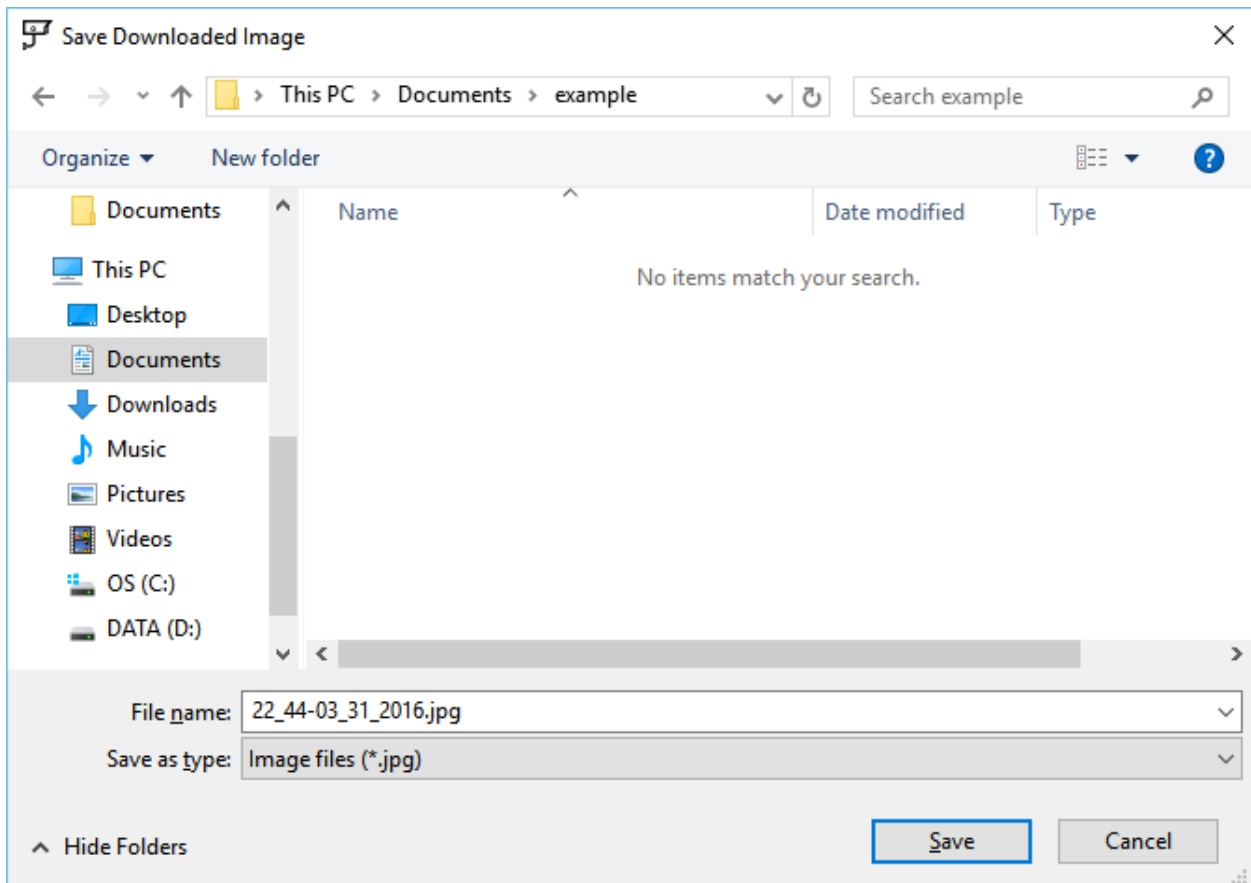 Save Downloaded Image
This PC > Documents > example
Search example
Organize
New folder
?
Documents
Name
Date modified
Type
This PC
No items match your search.
Desktop
Documents
Downloads
Music
Pictures
Videos
OS (C:)
DATA (D:)
File name: 22_44-03_31_2016.jpg
Save as type: Image files (*.jpg)
Hide Folders
Save
Cancel